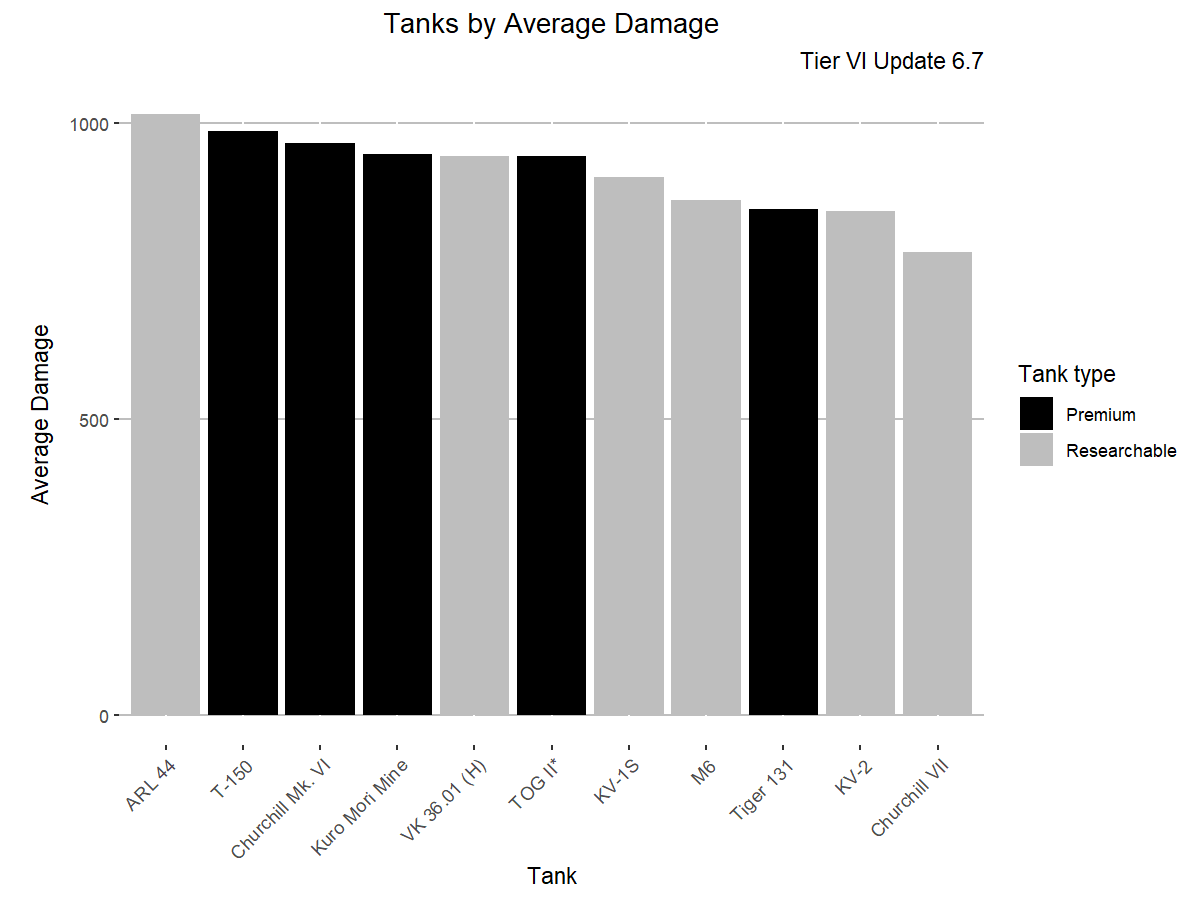 Tanks by Average Damage
Tier VI Update 6.7
Average Damage
1000
500
0
ARL 44
T-150
Churchill Mk. VI
Kuro Mori Mine
VK 36.01 (H)
TOG II*
KV-1S
M6
Tiger 131
KV-2
Churchill VII
Tank
Tank type
Premium
Researchable